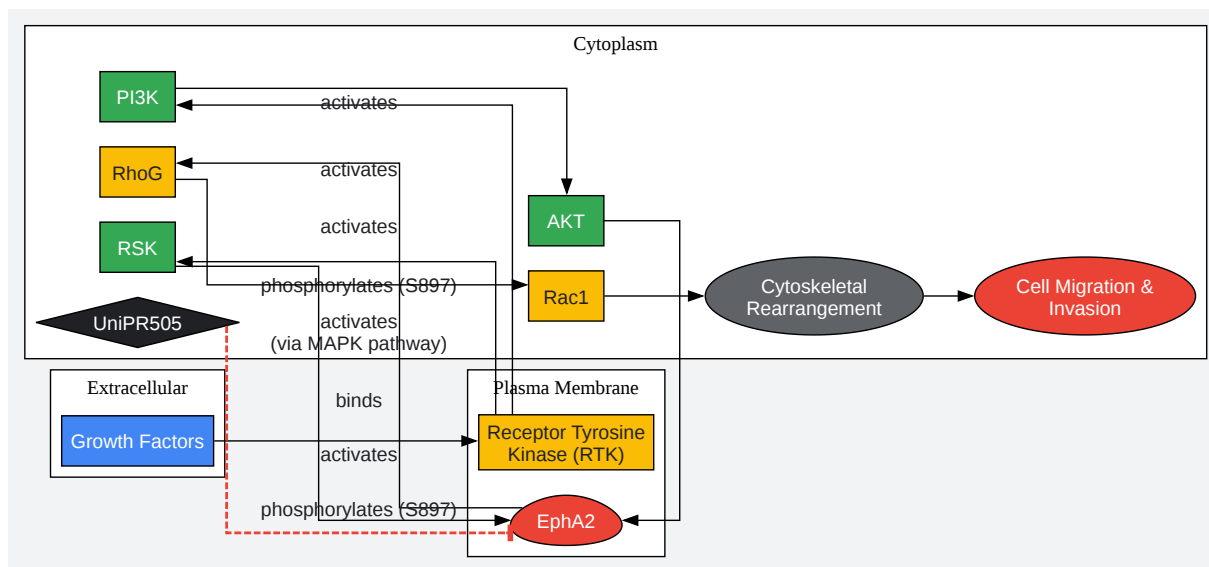 Cytoplasm
PI3K
activates
RhoG
activates
AKT
activates
RSK
phosphorylates (S897)
Rac1
Cytoskeletal
Rearrangement
Cell Migration &
Invasion
UniPR505
activates
(via MAPK pathway)
Extracellular
Plasma Membrane
binds
Growth Factors
Receptor Tyrosine
Kinase (RTK)
activates
phosphorylates (S897)
EphA2